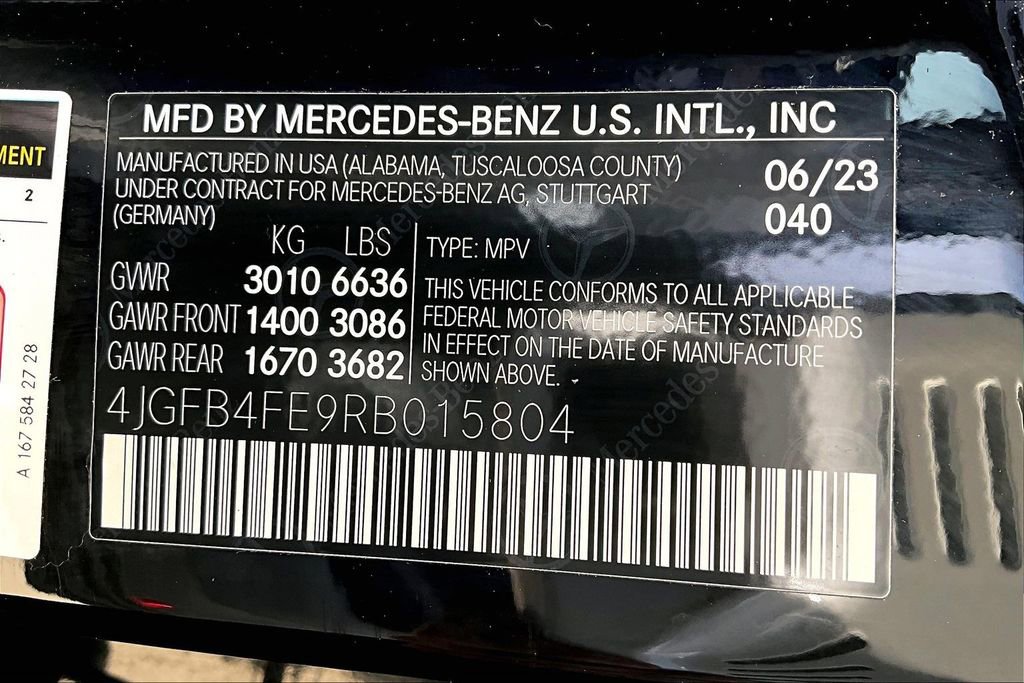 MFD BY MERCEDES-BENZ U.S. INTL., INC
MANUFACTURED IN USA (ALABAMA, TUSCALOOSA COUNTY)
UNDER CONTRACT FOR MERCEDES-BENZ AG, STUTTGART
(GERMANY)
06/23
040
KG LBS
GVWR 3010 6636
GAWR FRONT 1400 3086
GAWR REAR 1670 3682
TYPE: MPV
THIS VEHICLE CONFORMS TO ALL APPLICABLE
FEDERAL MOTOR VEHICLE SAFETY STANDARDS
IN EFFECT ON THE DATE OF MANUFACTURE
SHOWN ABOVE.
4JGFB4FE9RB015804
MENT
2
A 167 584 27 28